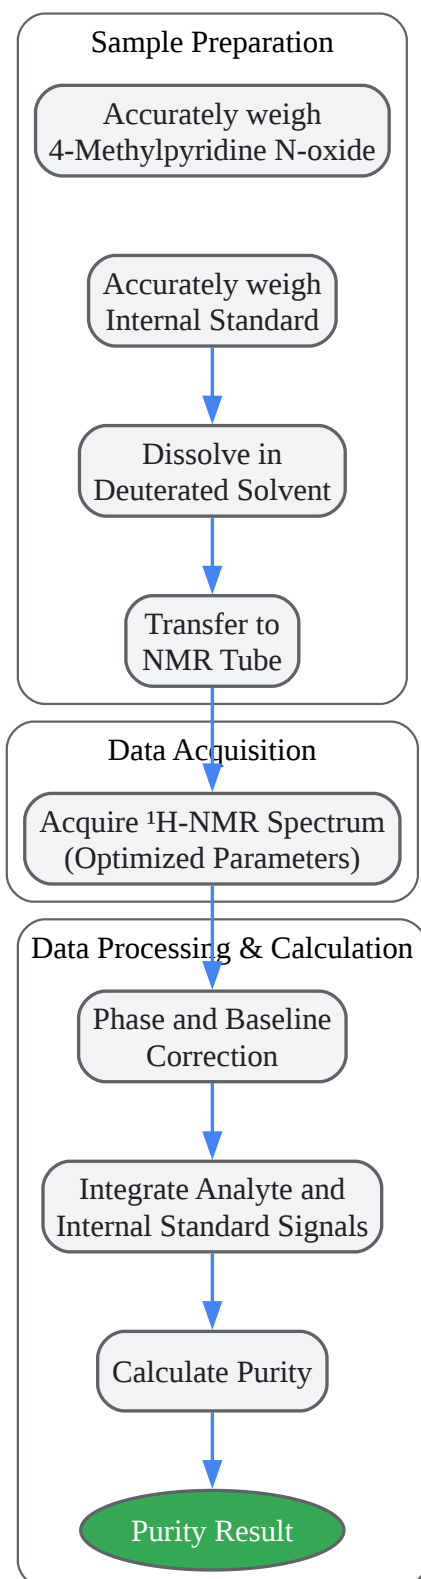 Sample Preparation
Accurately weigh
4-Methylpyridine N-oxide
Accurately weigh
Internal Standard
Dissolve in
Deuterated Solvent
Transfer to
NMR Tube
Data Acquisition
Acquire ¹H-NMR Spectrum
(Optimized Parameters)
Data Processing & Calculation
Phase and Baseline
Correction
Integrate Analyte and
Internal Standard Signals
Calculate Purity
Purity Result